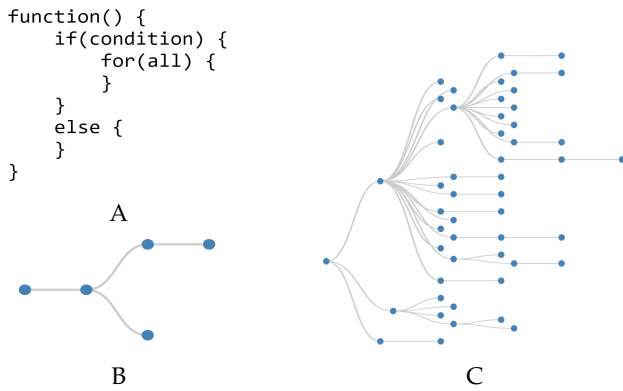 function() {
    if(condition) {
        for(all) {
        }
    }
    else {
    }
}
A
B
C